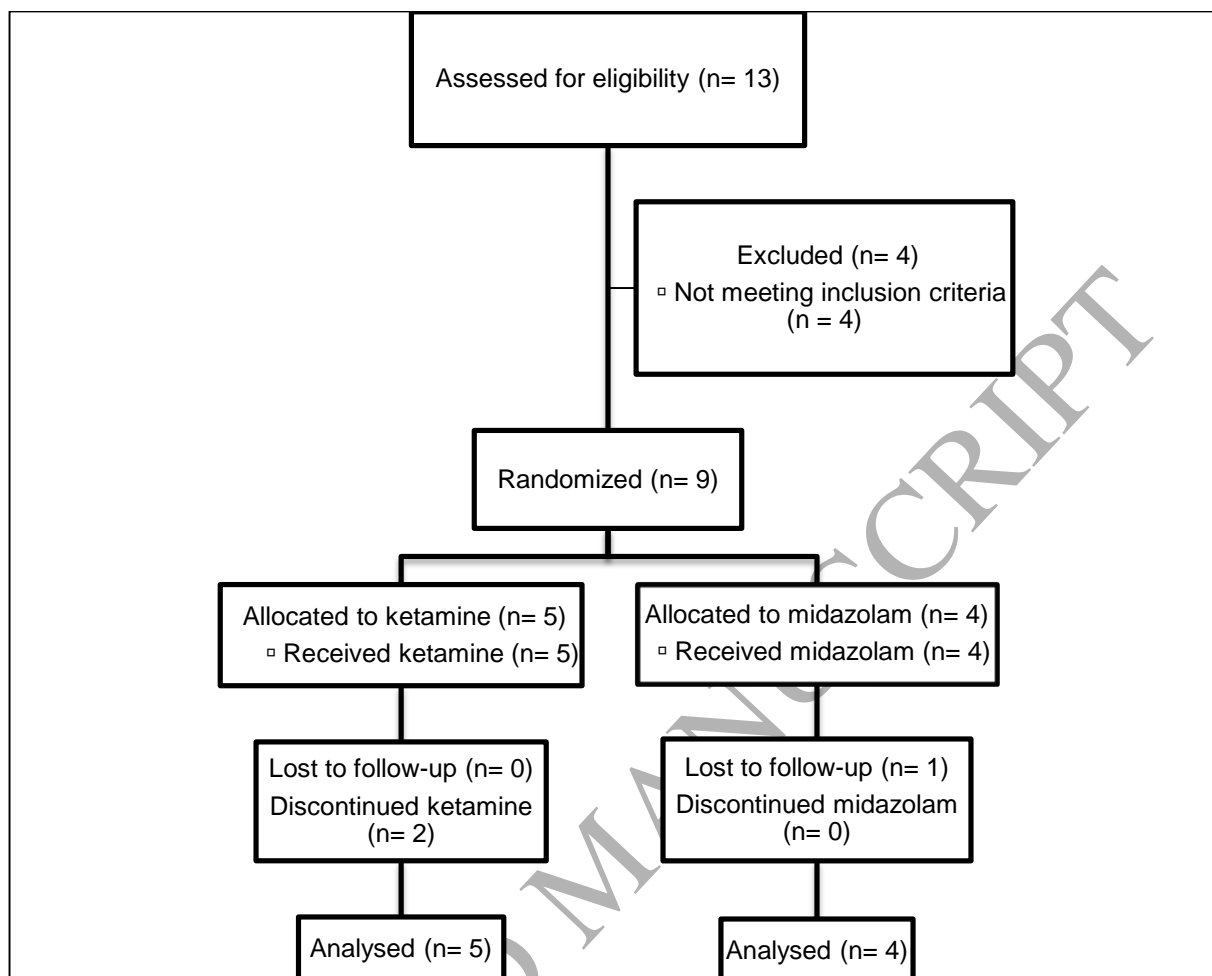 Assessed for eligibility (n= 13)
Excluded (n= 4)
▫ Not meeting inclusion criteria
(n = 4)
Randomized (n= 9)
Allocated to ketamine (n= 5)
▫ Received ketamine (n= 5)
Allocated to midazolam (n= 4)
▫ Received midazolam (n= 4)
Lost to follow-up (n= 0)
Discontinued ketamine
(n= 2)
Lost to follow-up (n= 1)
Discontinued midazolam
(n= 0)
Analysed (n= 5)
Analysed (n= 4)
MANUSCRIPT